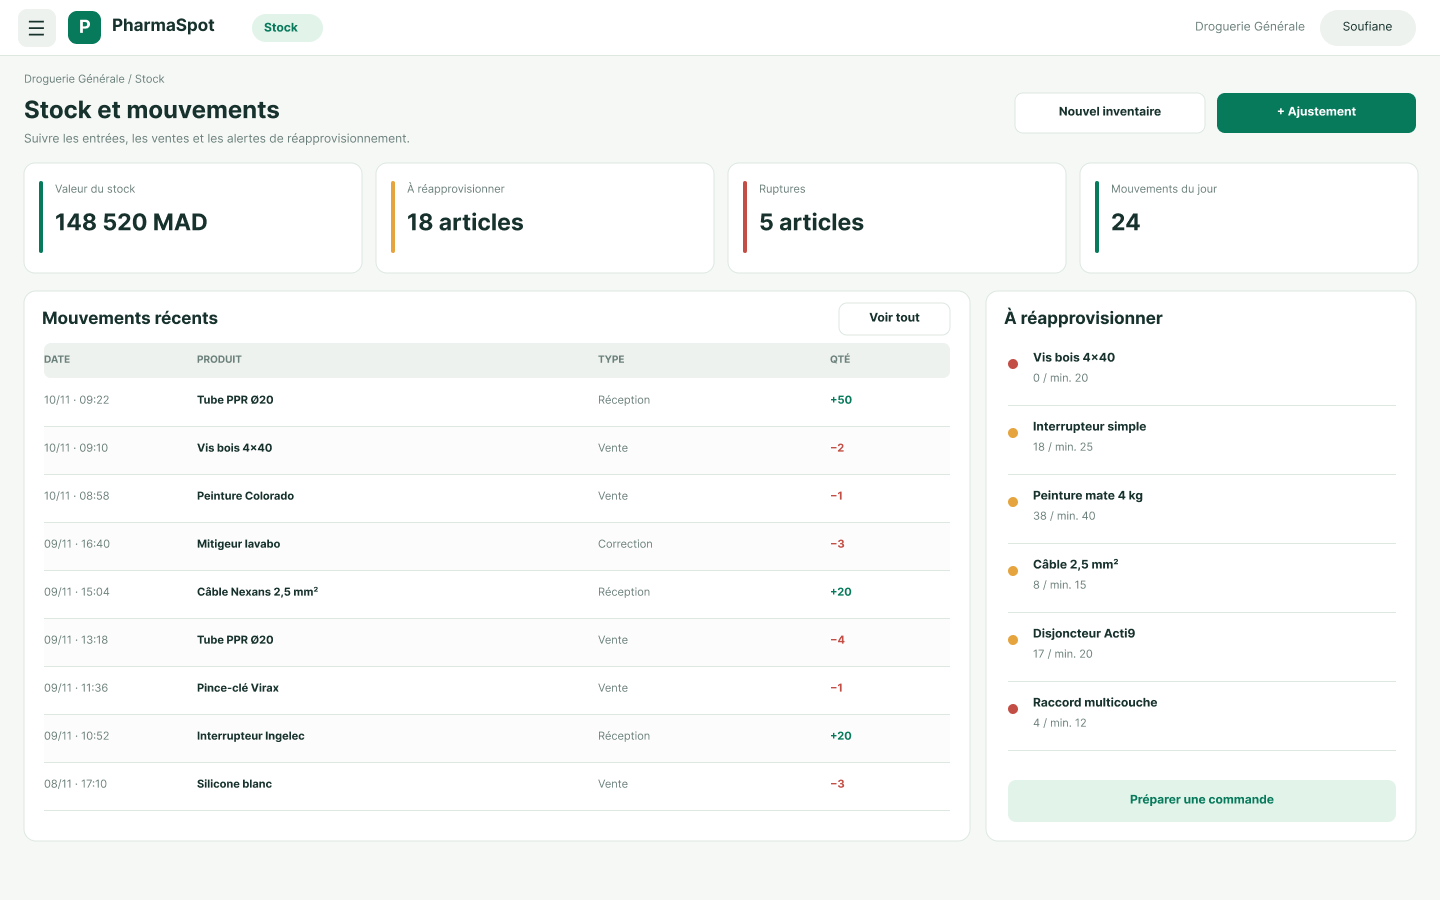 ☰ P PharmaSpot Stock Droguerie Générale Soufiane
Droguerie Générale / Stock
Stock et mouvements
Suivre les entrées, les ventes et les alertes de réapprovisionnement.
Nouvel inventaire
+ Ajustement
Valeur du stock
148 520 MAD
À réapprovisionner
18 articles
Ruptures
5 articles
Mouvements du jour
24
Mouvements récents
Voir tout
DATE PRODUIT TYPE QTÉ
10/11 · 09:22 Tube PPR Ø20 Réception +50
10/11 · 09:10 Vis bois 4×40 Vente −2
10/11 · 08:58 Peinture Colorado Vente −1
09/11 · 16:40 Mitigeur lavabo Correction −3
09/11 · 15:04 Câble Nexans 2,5 mm² Réception +20
09/11 · 13:18 Tube PPR Ø20 Vente −4
09/11 · 11:36 Pince-clé Virax Vente −1
09/11 · 10:52 Interrupteur Ingelec Réception +20
08/11 · 17:10 Silicone blanc Vente −3
À réapprovisionner
Vis bois 4×40
0 / min. 20
Interrupteur simple
18 / min. 25
Peinture mate 4 kg
38 / min. 40
Câble 2,5 mm²
8 / min. 15
Disjoncteur Acti9
17 / min. 20
Raccord multicouche
4 / min. 12
Préparer une commande